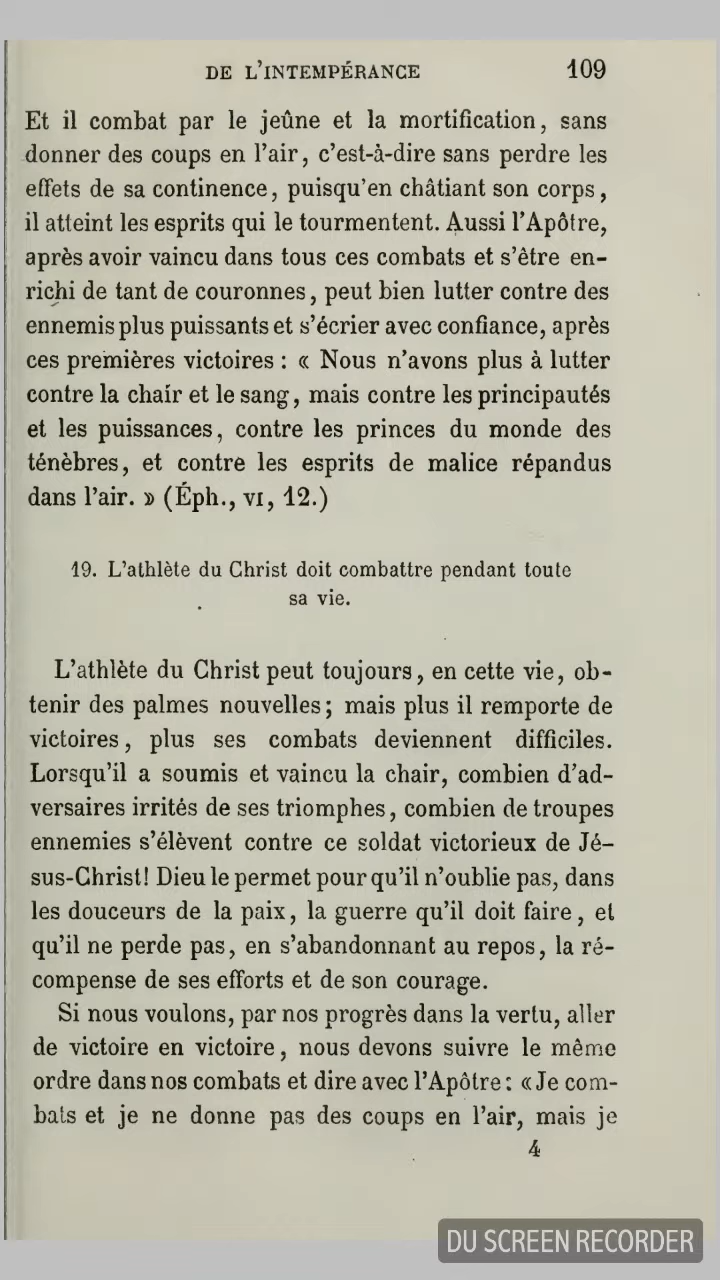 DE L'INTEMPÉRANCE 109
Et il combat par le jeûne et la mortification, sans
donner des coups en l'air, c'est-à-dire sans perdre les
effets de sa continence, puisqu'en châtiant son corps,
il atteint les esprits qui le tourmentent. Aussi l'Apôtre,
après avoir vaincu dans tous ces combats et s'être en-
richi de tant de couronnes, peut bien lutter contre des
ennemis plus puissants et s'écrier avec confiance, après
ces premières victoires : « Nous n'avons plus à lutter
contre la chair et le sang, mais contre les principautés
et les puissances, contre les princes du monde des
ténèbres, et contre les esprits de malice répandus
dans l'air. » (Éph., VI, 12.)
19. L'athlète du Christ doit combattre pendant toute
sa vie.
L'athlète du Christ peut toujours, en cette vie, ob-
tenir des palmes nouvelles; mais plus il remporte de
victoires, plus ses combats deviennent difficiles.
Lorsqu'il a soumis et vaincu la chair, combien d'ad-
versaires irrités de ses triomphes, combien de troupes
ennemies s'élèvent contre ce soldat victorieux de Jé-
sus-Christ! Dieu le permet pour qu'il n'oublie pas, dans
les douceurs de la paix, la guerre qu'il doit faire, et
qu'il ne perde pas, en s'abandonnant au repos, la ré-
compense de ses efforts et de son courage.
Si nous voulons, par nos progrès dans la vertu, aller
de victoire en victoire, nous devons suivre le même
ordre dans nos combats et dire avec l'Apôtre: «Je com-
bats et je ne donne pas des coups en l'air, mais je
4
DU SCREEN RECORDER